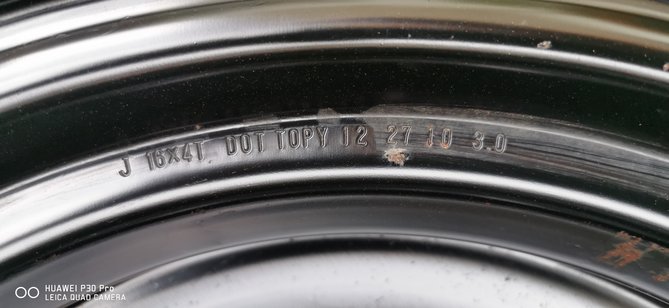 J 16X4T DOT TOPY 12 27 10 3.0
HUAWEI P30 Pro
LEICA QUAD CAMERA